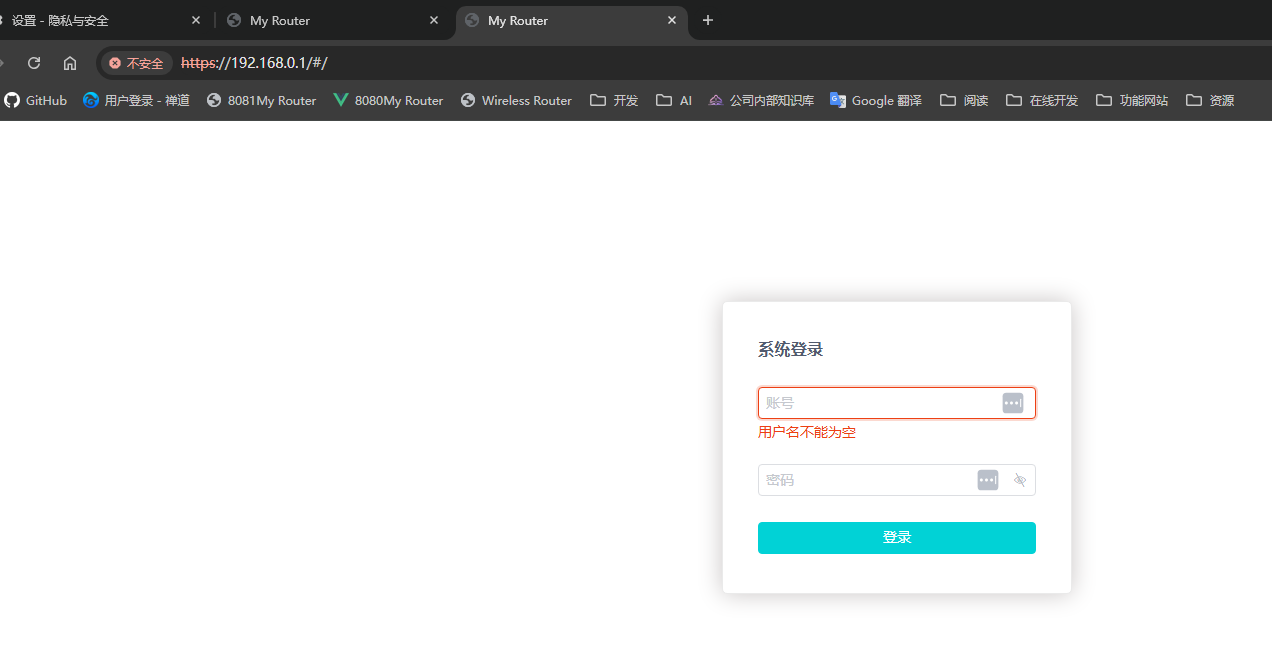 设置 - 隐私与安全
My Router
My Router
不安全 https://192.168.0.1/#/
GitHub 用户登录 - 禅道 8081My Router 8080My Router Wireless Router 开发 AI 公司内部知识库 Google 翻译 阅读 在线开发 功能网站 资源
系统登录
账号
用户名不能为空
密码
登录